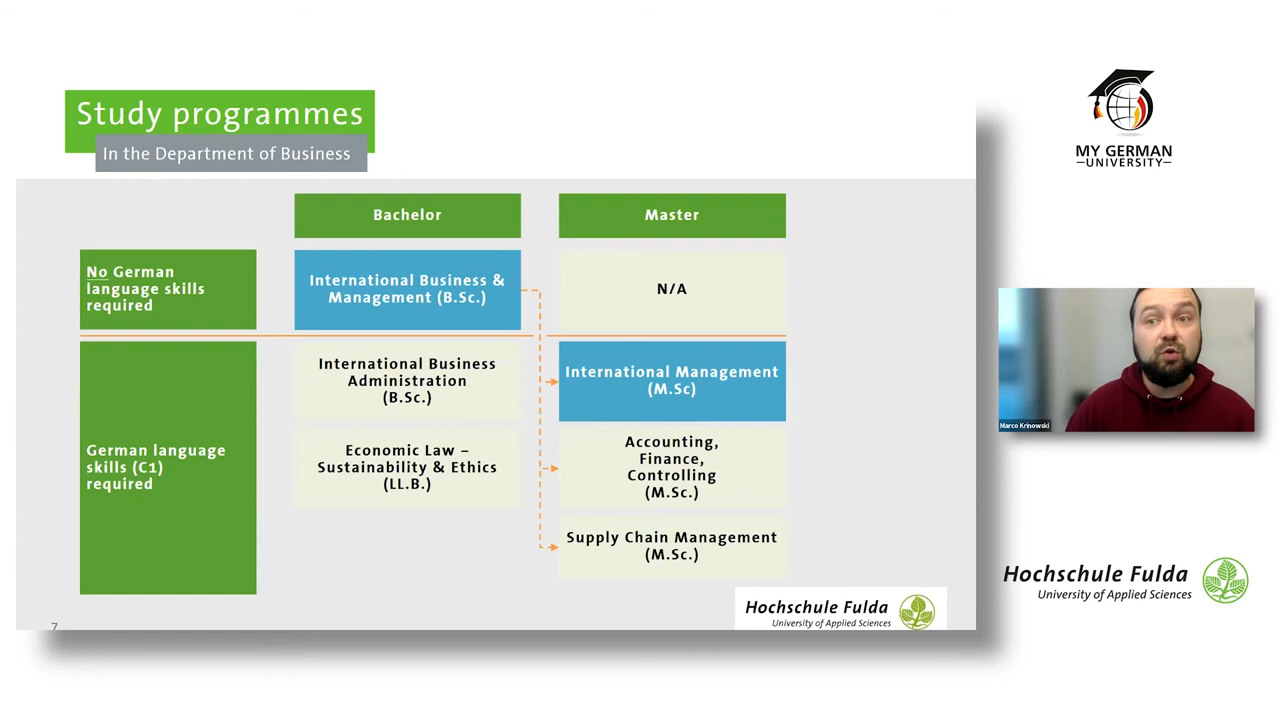 Study programmes
In the Department of Business
MY GERMAN
UNIVERSITY
Bachelor
Master
No German
language skills
required
International Business &
Management (B.Sc.)
N/A
German language
skills (C1)
required
International Business
Administration
(B.Sc.)
International Management
(M.Sc)
Economic Law –
Sustainability & Ethics
(LL.B.)
Accounting,
Finance,
Controlling
(M.Sc.)
Supply Chain Management
(M.Sc.)
Marco Krinowski
Hochschule Fulda
University of Applied Sciences
Hochschule Fulda
University of Applied Sciences
7